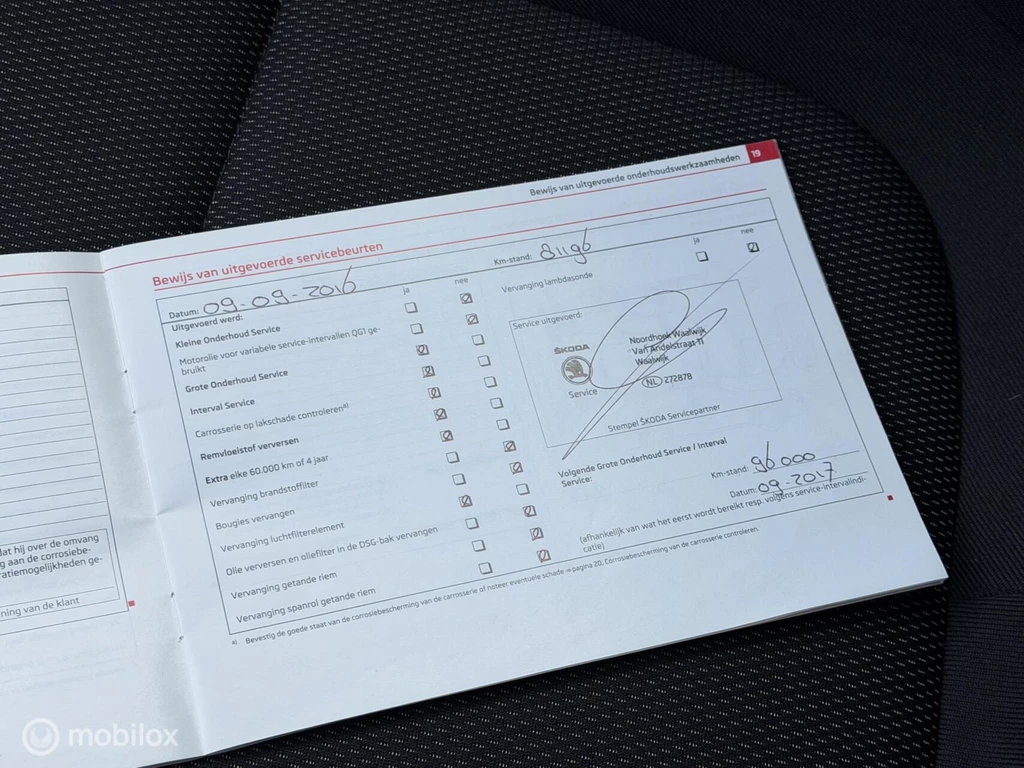 19
Bewijs van uitgevoerde onderhoudswerkzaamheden
Bewijs van uitgevoerde servicebeurten
Datum: 09-09-2016
Km-stand: 81196
Uitgevoerd werd:
ja nee
Kleine Onderhoud Service
Motorolie voor variabele service-intervallen QG1 ge-
bruikt
Grote Onderhoud Service
Interval Service
Carrosserie op lakschade controleren a)
Remvloeistof verversen
Extra elke 60.000 km of 4 jaar
Vervanging brandstoffilter
Bougies vervangen
Vervanging luchtfilterelement
Olie verversen en oliefilter in de DSG-bak vervangen
Vervanging getande riem
Vervanging spanrol getande riem
ja nee
Vervanging lambdasonde
Service uitgevoerd:
ŠKODA
Service
Noordhoek Waalwijk
Van Andelstraat 11
Waalwijk
NL 27287B
Stempel ŠKODA Servicepartner
Volgende Grote Onderhoud Service / Interval
Service:
Km-stand: 96000
Datum: 09-2017
(afhankelijk van wat het eerst wordt bereikt resp. volgens service-intervalindi-
catie)
a) Bevestig de goede staat van de corrosiebescherming van de carrosserie of noteer eventuele schade ⇒ pagina 20, Corrosiebescherming van de carrosserie controleren.
dat hij over de omvang
g aan de corrosiebe-
ratiemogelijkheden ge-
ning van de klant
mobilox